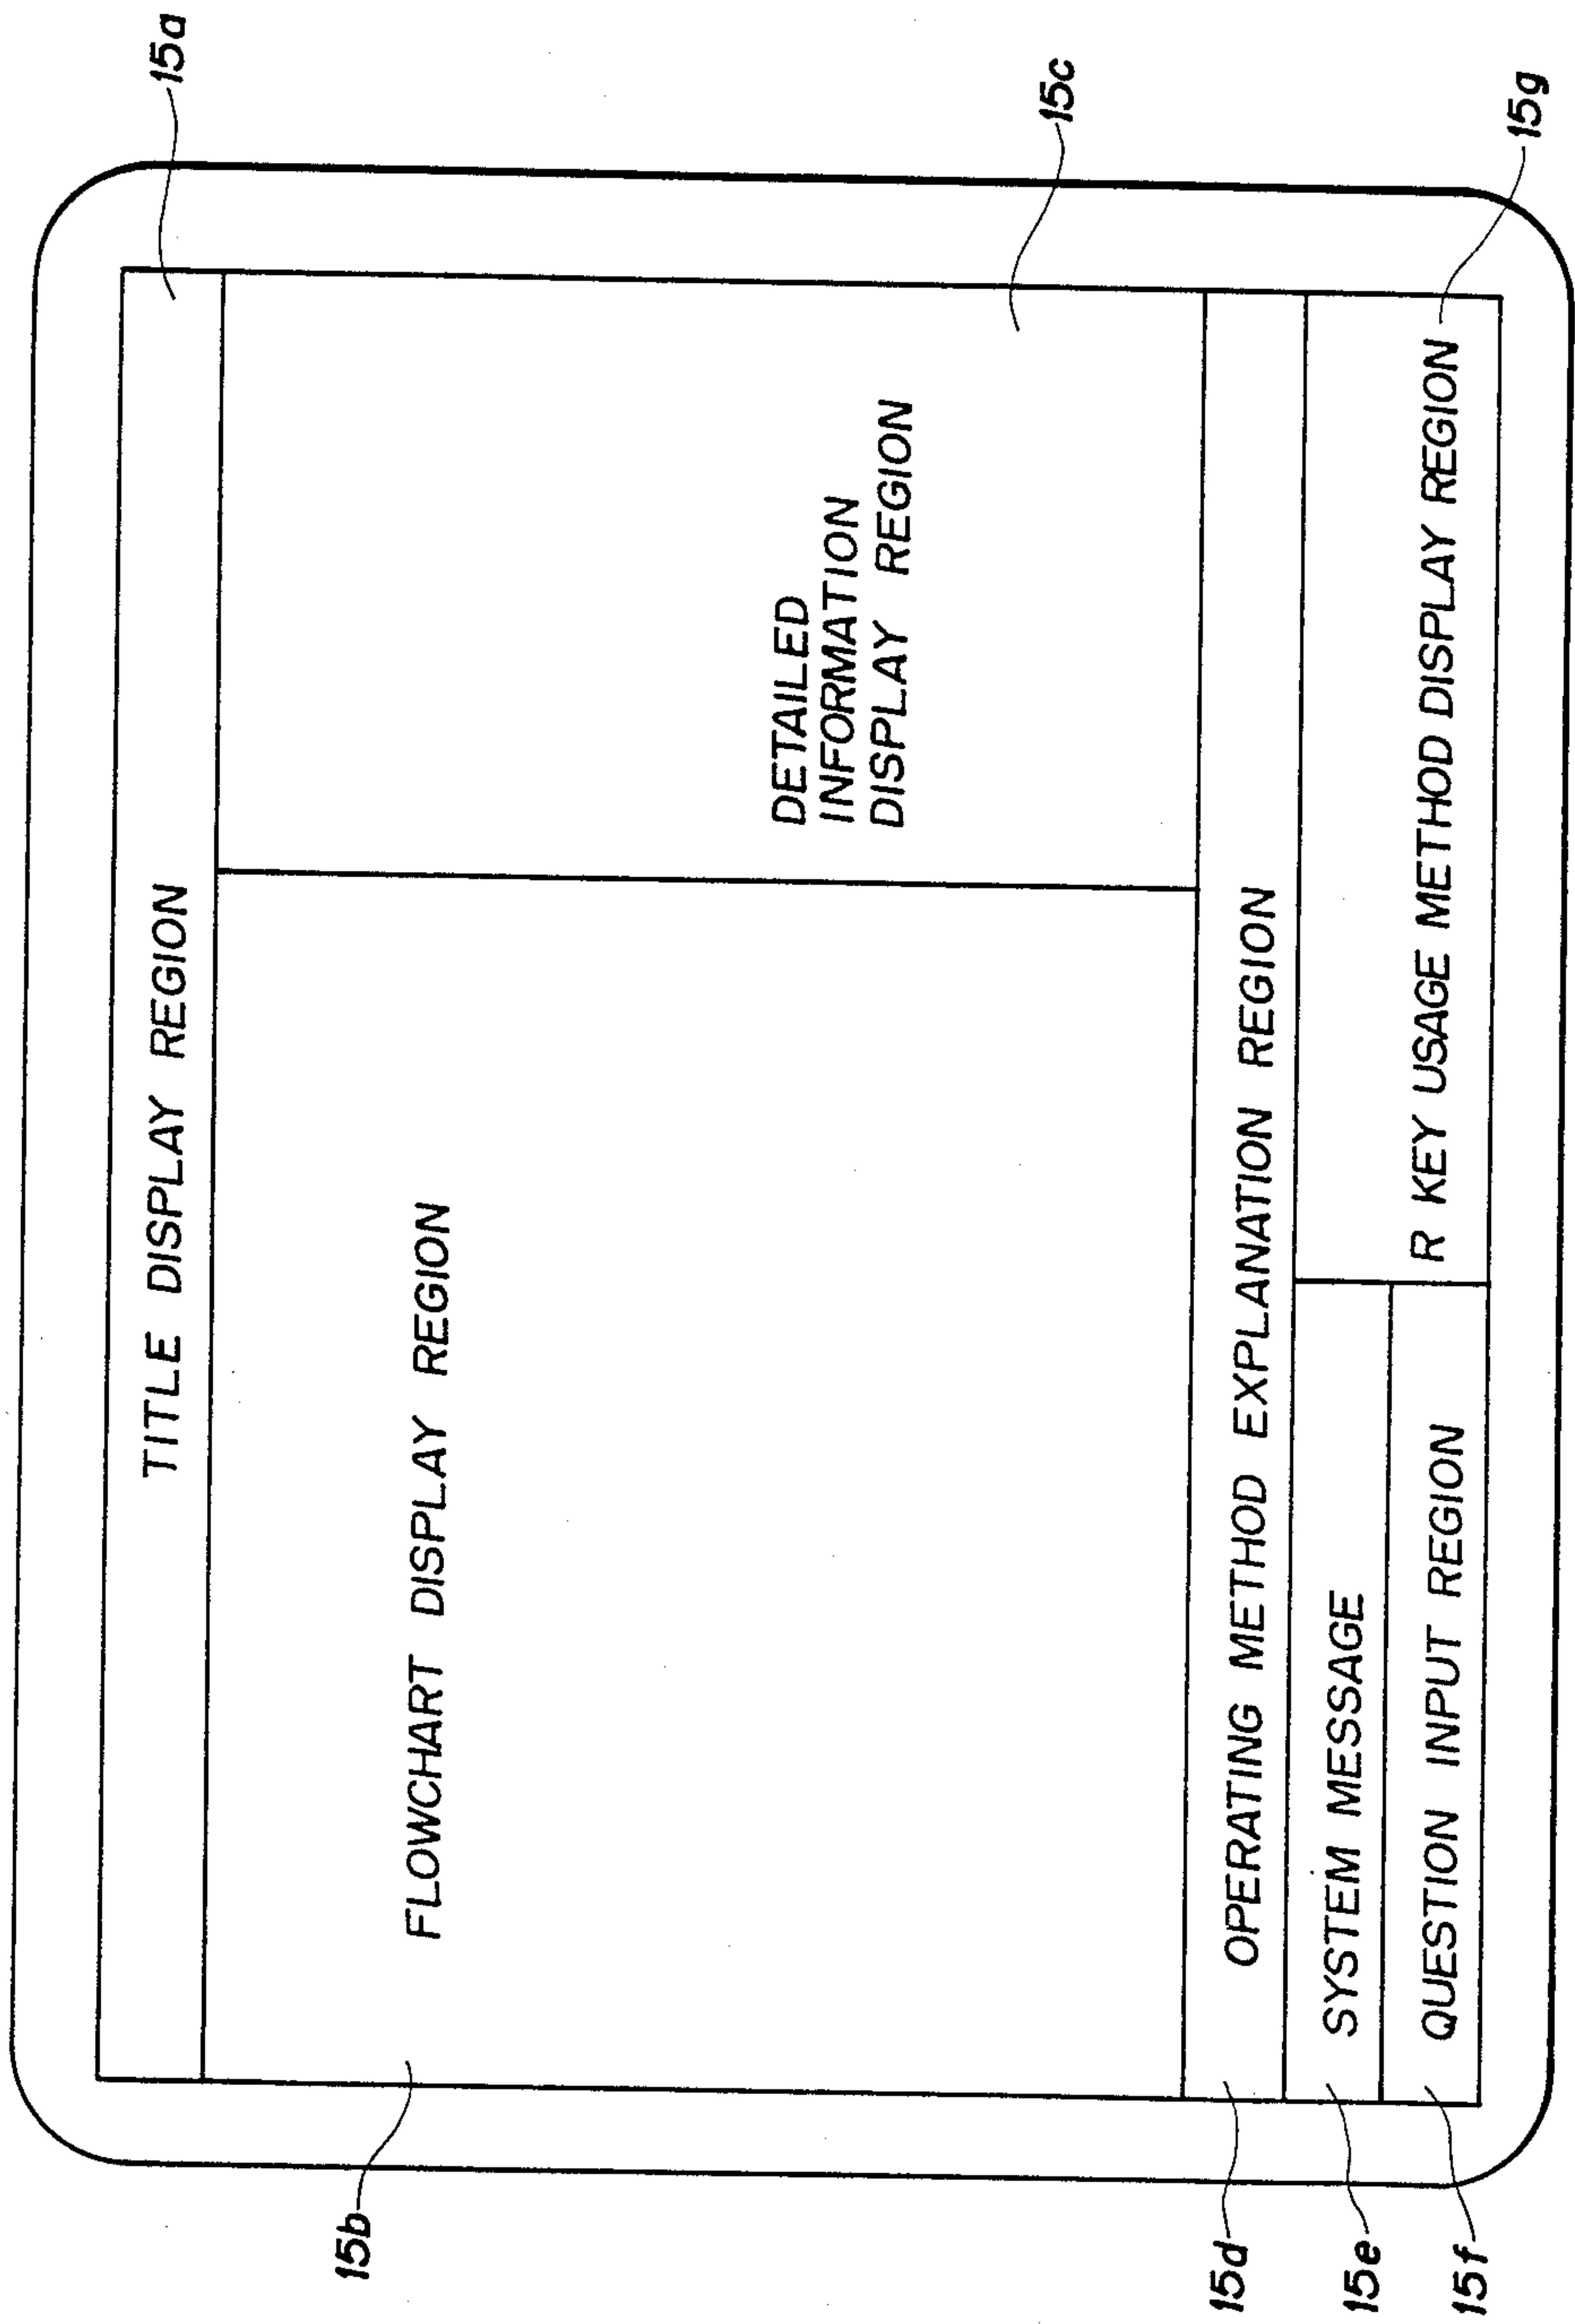 15a
TITLE DISPLAY REGION
15b
FLOWCHART DISPLAY REGION
DETAILED
INFORMATION
DISPLAY REGION
15c
15d
OPERATING METHOD EXPLANATION REGION
15e
SYSTEM MESSAGE
15f
QUESTION INPUT REGION
R KEY USAGE METHOD DISPLAY REGION
15g